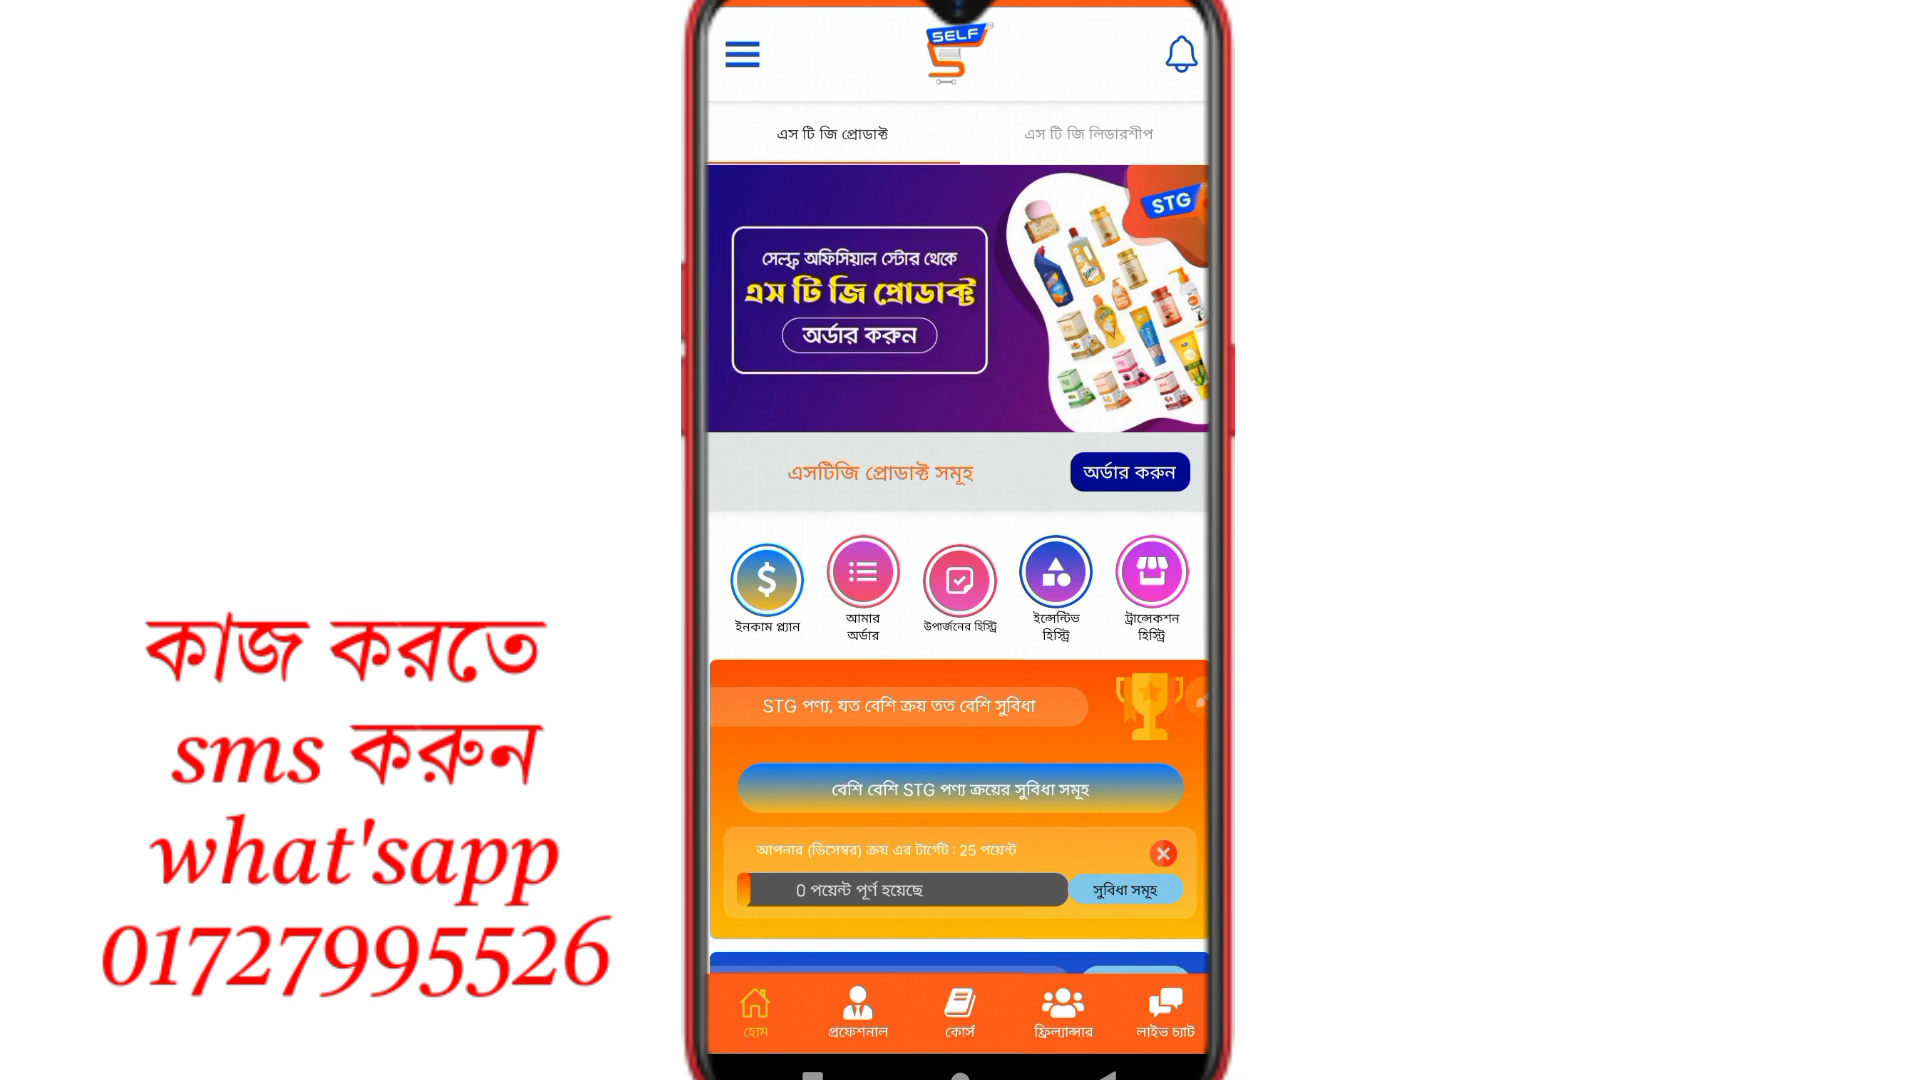 SELF
এস টি জি প্রোডাক্ট
এস টি জি লিডারশীপ
STG
সেল্ফ অফিসিয়াল স্টোর থেকে
এস টি জি প্রোডাক্ট
অর্ডার করুন
এসটিজি প্রোডাক্ট সমূহ
অর্ডার করুন
ইনকাম প্ল্যান
আমার
অর্ডার
উপার্জনের হিস্ট্রি
ইন্সেন্টিভ
হিস্ট্রি
ট্রান্সেকশন
হিস্ট্রি
STG পণ্য, যত বেশি ক্রয় তত বেশি সুবিধা
বেশি বেশি STG পণ্য ক্রয়ের সুবিধা সমূহ
আপনার (ডিসেম্বর) ক্রয় এর টার্গেট : 25 পয়েন্ট
0 পয়েন্ট পূর্ণ হয়েছে
সুবিধা সমূহ
হোম
প্রফেশনাল
কোর্স
ফ্রিল্যান্সার
লাইভ চ্যাট
কাজ করতে
sms করুন
what'sapp
01727995526